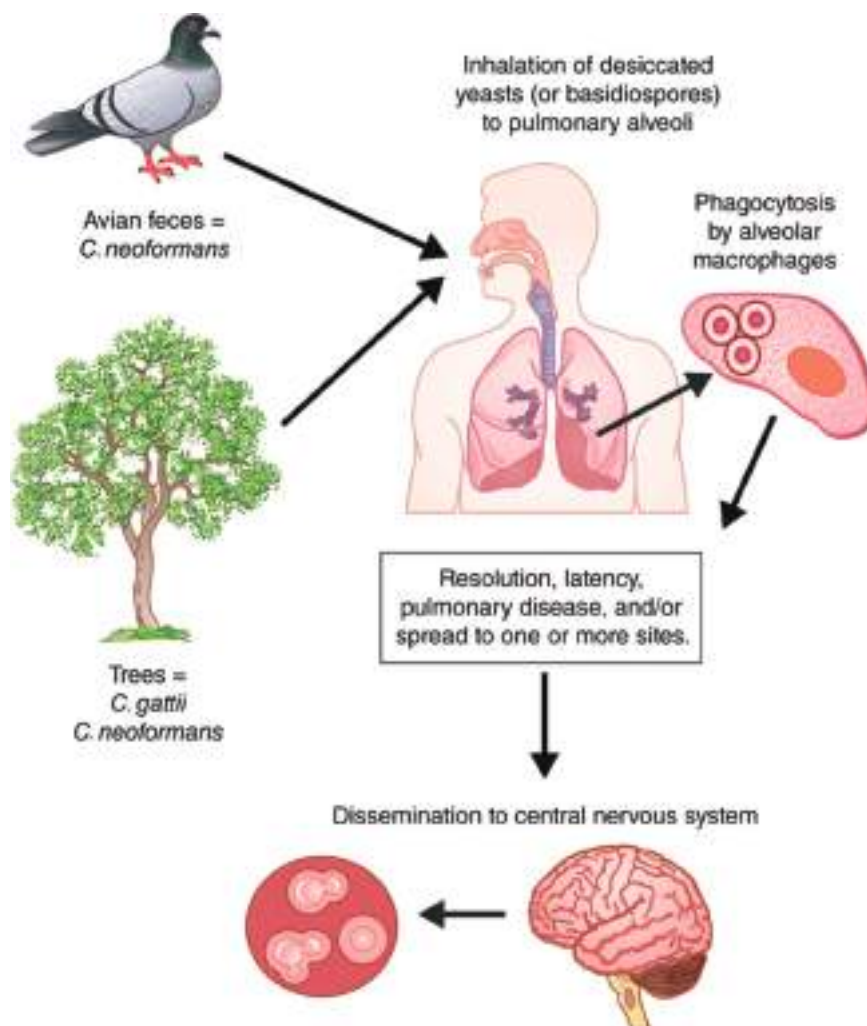 Inhalation of desiccated
yeasts (or basidiospores)
to pulmonary alveoli
Avian feces =
C. neoformans
Phagocytosis
by alveolar
macrophages
Trees =
C. gattii
C. neoformans
Resolution, latency,
pulmonary disease, and/or
spread to one or more sites.
Dissemination to central nervous system